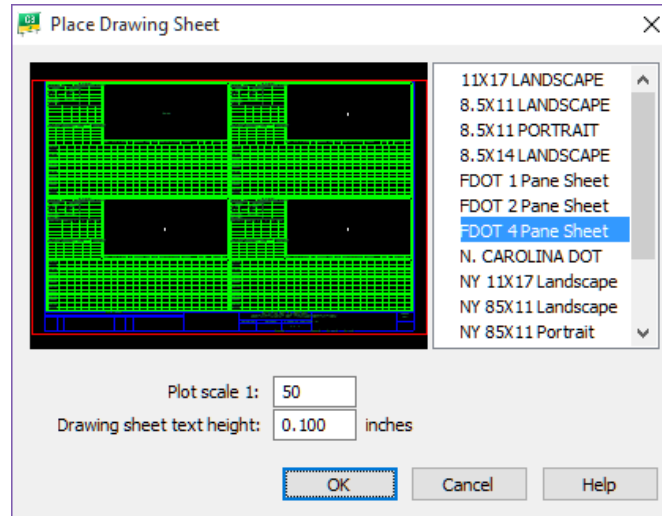 Place Drawing Sheet
11X17 LANDSCAPE
8.5X11 LANDSCAPE
8.5X11 PORTRAIT
8.5X14 LANDSCAPE
FDOT 1 Pane Sheet
FDOT 2 Pane Sheet
FDOT 4 Pane Sheet
N. CAROLINA DOT
NY 11X17 Landscape
NY 85X11 Landscape
NY 85X11 Portrait
Plot scale 1: 50
Drawing sheet text height: 0.100 inches
OK Cancel Help